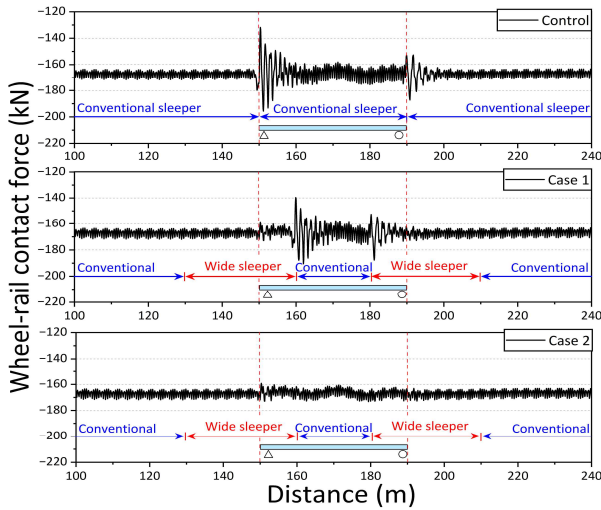 Wheel-rail contact force (kN)
−120
Control
−140
−160
−180
Conventional sleeper
Conventional sleeper
Conventional sleeper
−200
−220
100
120
140
160
180
200
220
240
−120
Case 1
−140
−160
−180
Conventional
Wide sleeper
Conventional
Wide sleeper
Conventional
−200
−220
100
120
140
160
180
200
220
240
−120
Case 2
−140
−160
−180
Conventional
Wide sleeper
Conventional
Wide sleeper
Conventional
−200
−220
100
120
140
160
180
200
220
240
Distance (m)